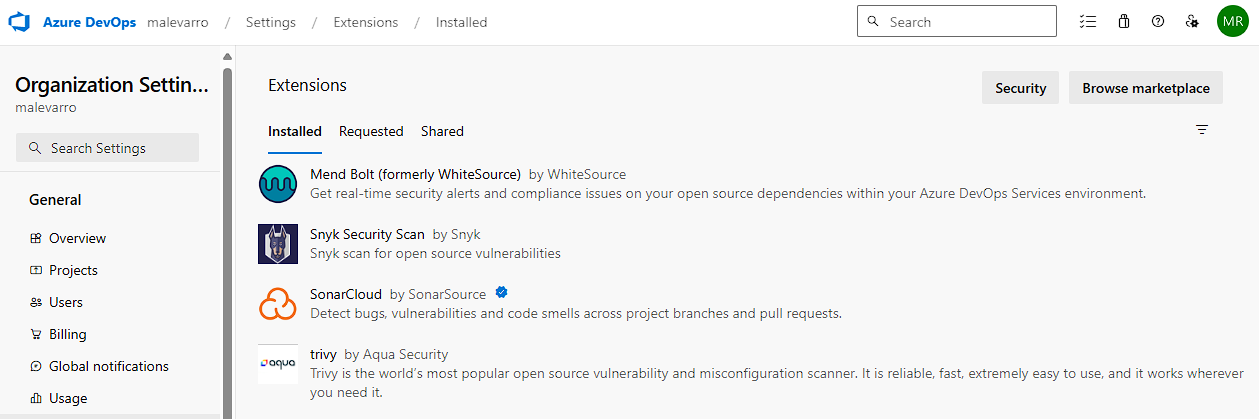 Azure DevOps malevarro / Settings / Extensions / Installed
Search
MR
Organization Settin...
malevarro
Search Settings
General
Overview
Projects
Users
Billing
Global notifications
Usage
Extensions
Security
Browse marketplace
Installed Requested Shared
Mend Bolt (formerly WhiteSource) by WhiteSource
Get real-time security alerts and compliance issues on your open source dependencies within your Azure DevOps Services environment.
Snyk Security Scan by Snyk
Snyk scan for open source vulnerabilities
SonarCloud by SonarSource
Detect bugs, vulnerabilities and code smells across project branches and pull requests.
aqua
trivy by Aqua Security
Trivy is the world’s most popular open source vulnerability and misconfiguration scanner. It is reliable, fast, extremely easy to use, and it works wherever
you need it.